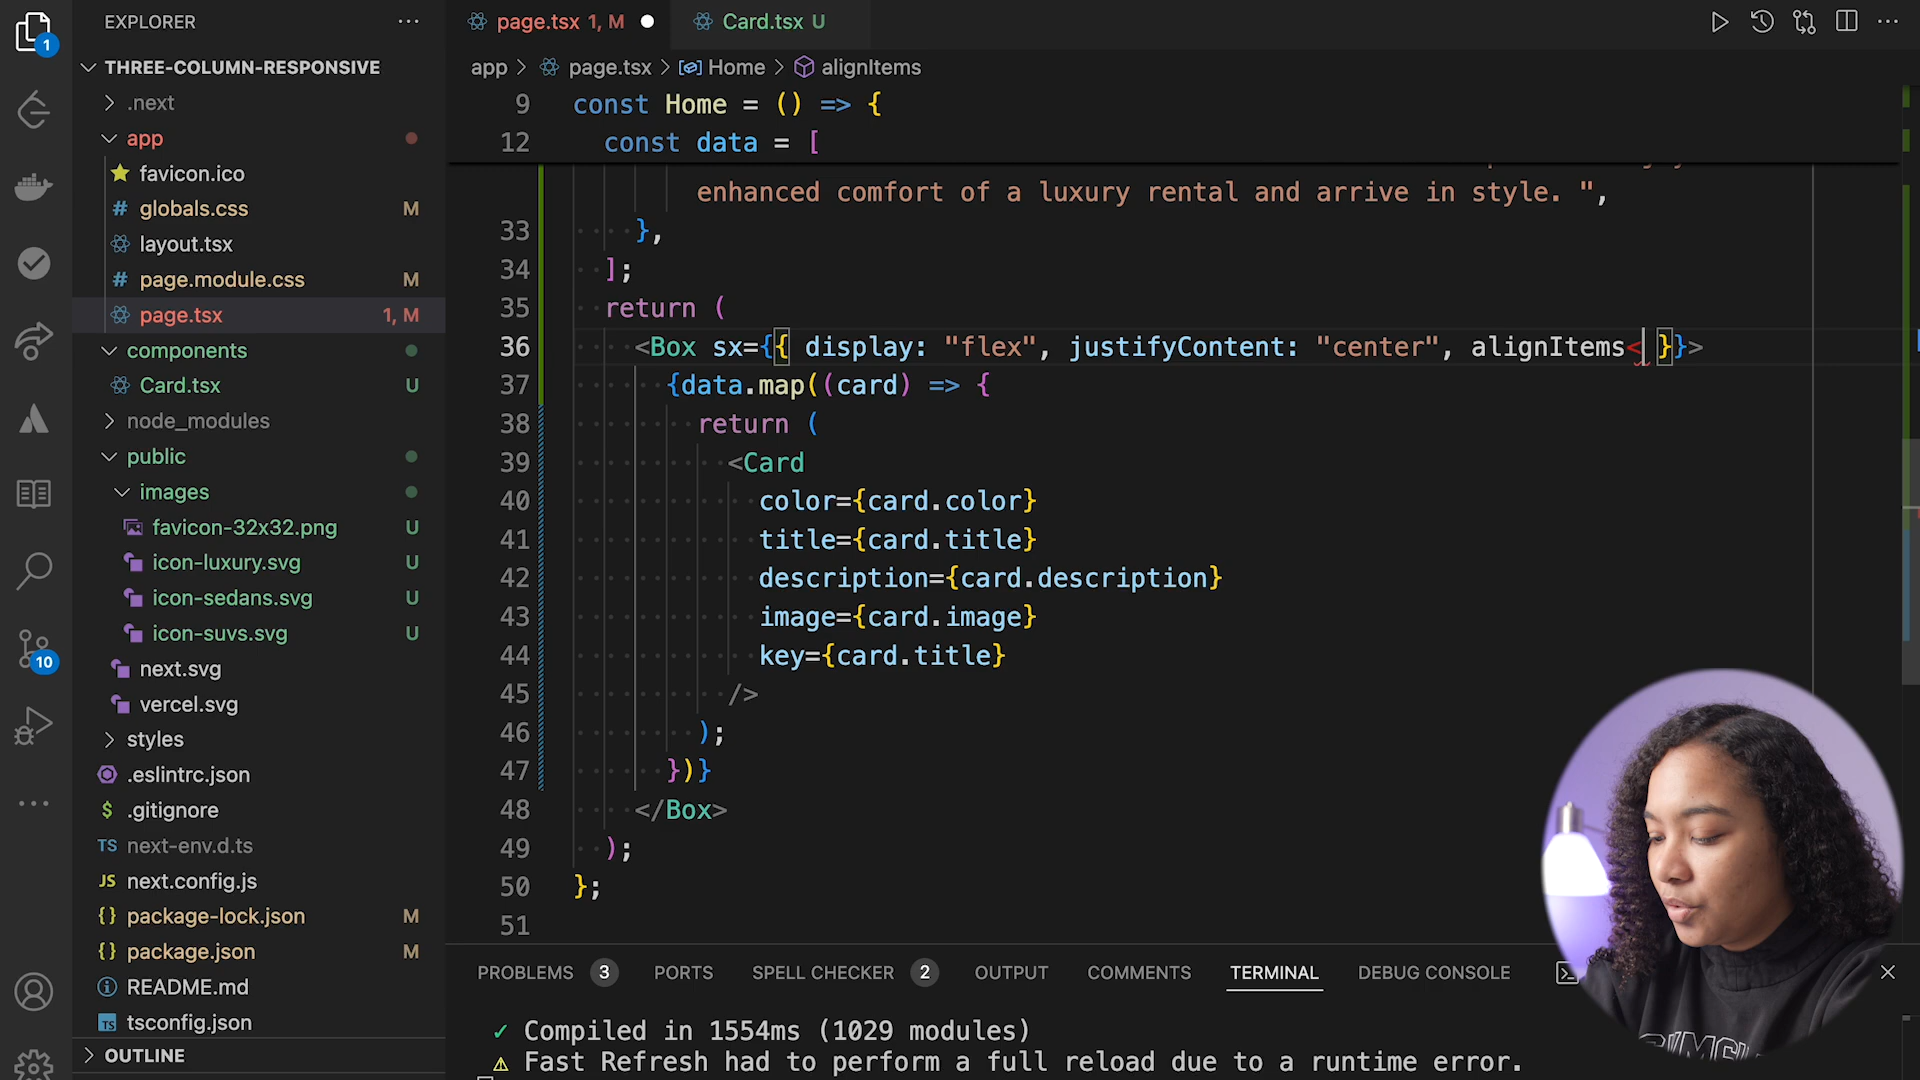 EXPLORER
THREE-COLUMN-RESPONSIVE
.next
app
favicon.ico
globals.css M
layout.tsx
page.module.css M
page.tsx 1, M
components
Card.tsx U
node_modules
public
images
favicon-32x32.png U
icon-luxury.svg U
icon-sedans.svg U
icon-suvs.svg U
next.svg
vercel.svg
styles
.eslintrc.json
$ .gitignore
TS next-env.d.ts
JS next.config.js
{} package-lock.json M
{} package.json M
README.md
TS tsconfig.json
OUTLINE
1
10
page.tsx 1, M
Card.tsx U
app > page.tsx > Home > alignItems
9 const Home = () => {
12 const data = [
enhanced comfort of a luxury rental and arrive in style. ",
33 },
34 ];
35 return (
36 <Box sx={{ display: "flex", justifyContent: "center", alignItems< }}>
37 {data.map((card) => {
38 return (
39 <Card
40 color={card.color}
41 title={card.title}
42 description={card.description}
43 image={card.image}
44 key={card.title}
45 />
46 );
47 })}
48 </Box>
49 );
50 };
51
PROBLEMS 3 PORTS SPELL CHECKER 2 OUTPUT COMMENTS TERMINAL DEBUG CONSOLE
✓ Compiled in 1554ms (1029 modules)
⚠ Fast Refresh had to perform a full reload due to a runtime error.